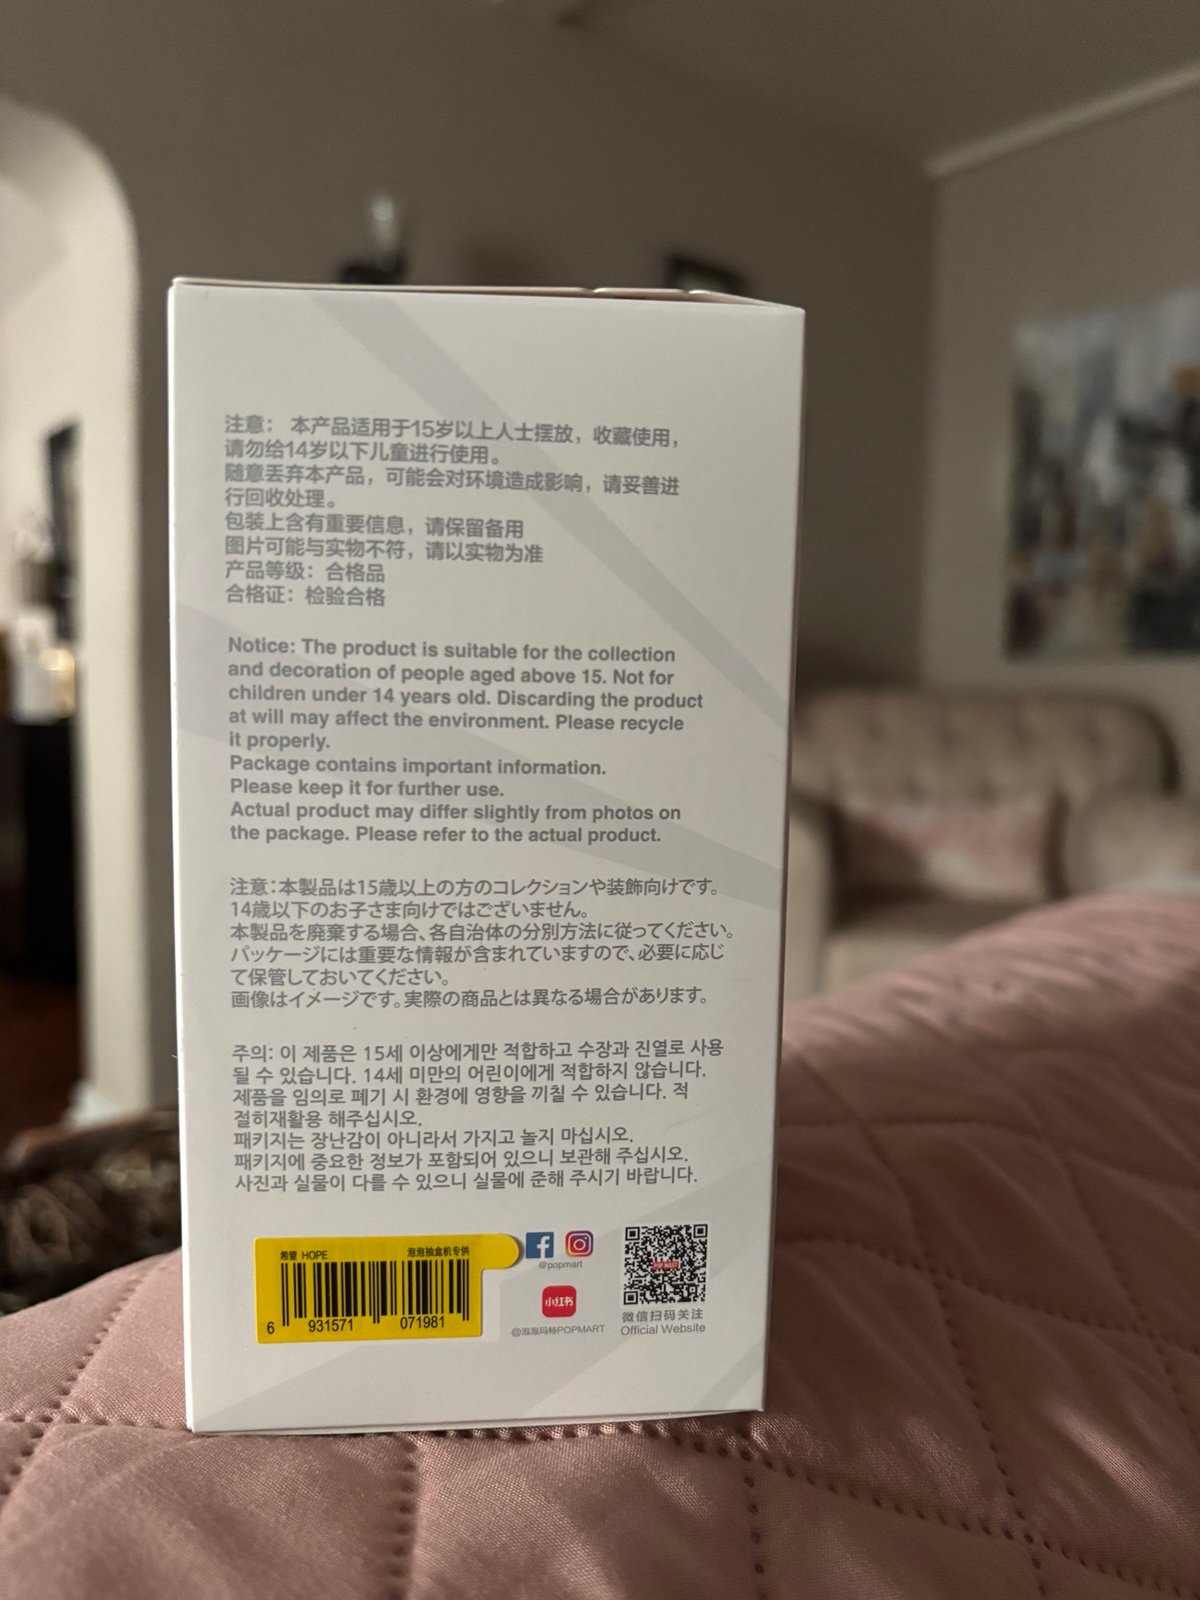 注意： 本产品适用于15岁以上人士摆放，收藏使用，
请勿给14岁以下儿童进行使用。
随意丢弃本产品，可能会对环境造成影响，请妥善进
行回收处理。
包装上含有重要信息，请保留备用
图片可能与实物不符，请以实物为准
产品等级：合格品
合格证：检验合格
Notice: The product is suitable for the collection
and decoration of people aged above 15. Not for
children under 14 years old. Discarding the product
at will may affect the environment. Please recycle
it properly.
Package contains important information.
Please keep it for further use.
Actual product may differ slightly from photos on
the package. Please refer to the actual product.
注意：本製品は15歳以上の方のコレクションや装飾向けです。
14歳以下のお子さま向けではございません。
本製品を廃棄する場合、各自治体の分別方法に従ってください。
パッケージには重要な情報が含まれていますので、必要に応じ
て保管しておいてください。
画像はイメージです。実際の商品とは異なる場合があります。
주의: 이 제품은 15세 이상에게만 적합하고 수장과 진열로 사용
될 수 있습니다. 14세 미만의 어린이에게 적합하지 않습니다.
제품을 임의로 폐기 시 환경에 영향을 끼칠 수 있습니다. 적
절히재활용 해주십시오.
패키지는 장난감이 아니라서 가지고 놀지 마십시오.
패키지에 중요한 정보가 포함되어 있으니 보관해 주십시오.
사진과 실물이 다를 수 있으니 실물에 준해 주시기 바랍니다.
希望 HOPE 泡泡抽盒机专供
6 931571 071981
@popmart
小红书
@泡泡玛特POPMART
POP MART
微信扫码关注
Official Website